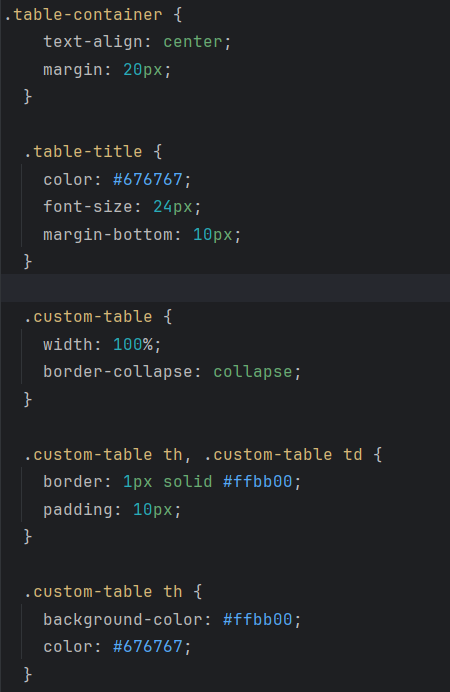 .table-container {
    text-align: center;
    margin: 20px;
  }

  .table-title {
    color: #676767;
    font-size: 24px;
    margin-bottom: 10px;
  }

  .custom-table {
    width: 100%;
    border-collapse: collapse;
  }

  .custom-table th, .custom-table td {
    border: 1px solid #ffbb00;
    padding: 10px;
  }

  .custom-table th {
    background-color: #ffbb00;
    color: #676767;
  }